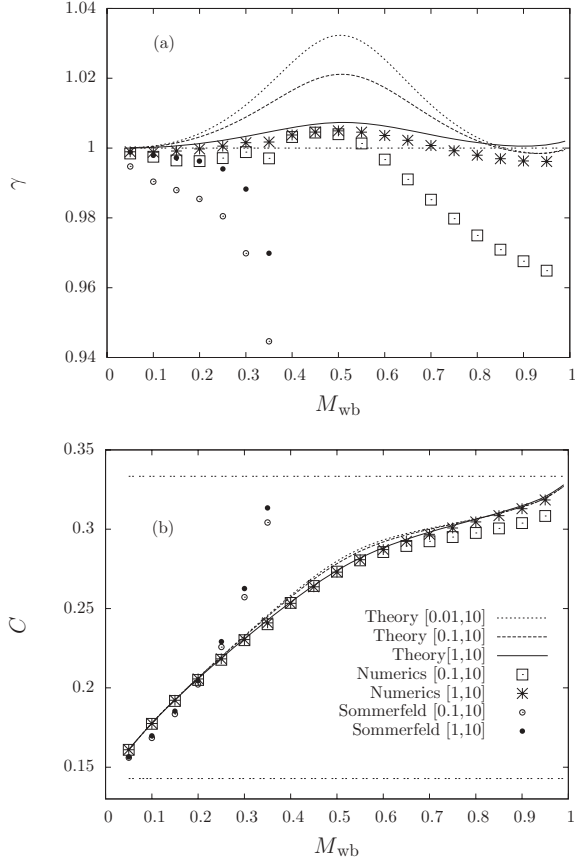 1.04
1.02
1
0.98
0.96
0.94
γ
(a)
0 0.1 0.2 0.3 0.4 0.5 0.6 0.7 0.8 0.9 1
M_wb
0.35
0.3
0.25
0.2
0.15
C
(b)
Theory [0.01,10]
Theory [0.1,10]
Theory[1,10]
Numerics [0.1,10]
Numerics [1,10]
Sommerfeld [0.1,10]
Sommerfeld [1,10]
0 0.1 0.2 0.3 0.4 0.5 0.6 0.7 0.8 0.9 1
M_wb